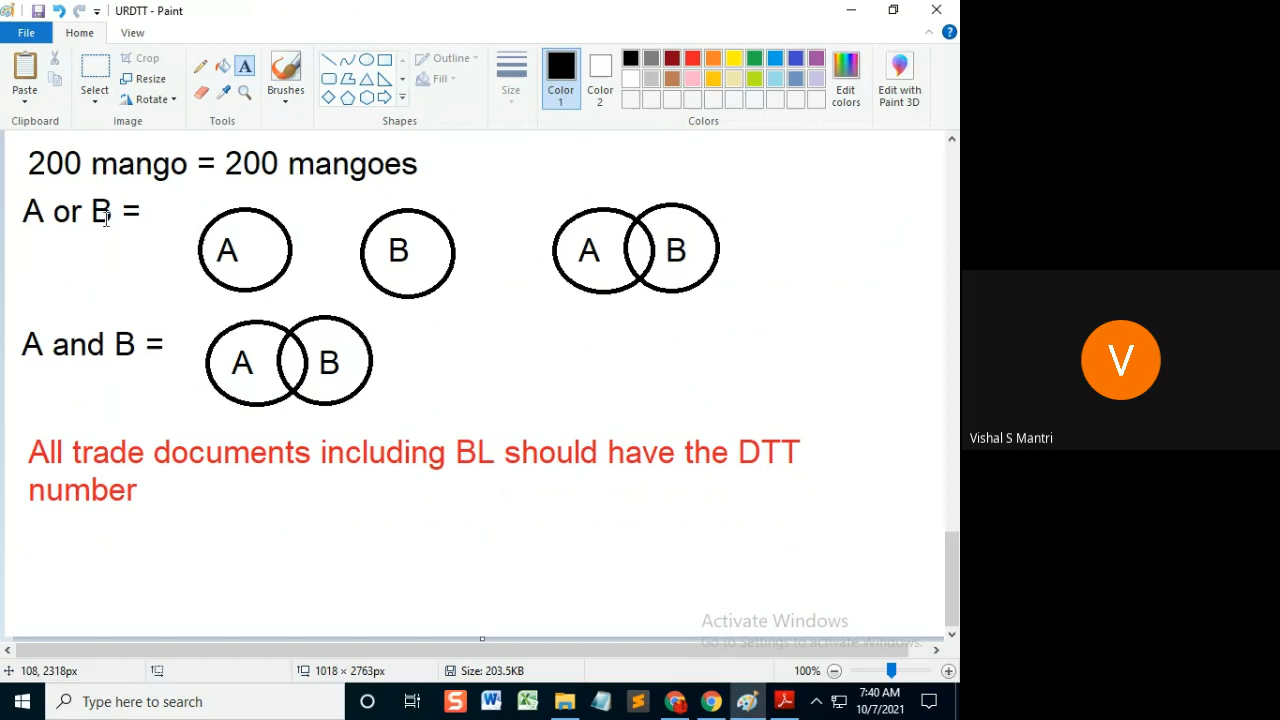 URDTT - Paint
File Home View
Paste
Clipboard
Select
Crop
Resize
Rotate
Image
A
Tools
Brushes
Shapes
Outline
Fill
Size
Color 1
Color 2
Edit colors
Edit with Paint 3D
Colors
200 mango = 200 mangoes
A or B =
A B A B
A and B =
A B
All trade documents including BL should have the DTT
number
V
Vishal S Mantri
Activate Windows
Go to Settings to activate Windows.
108, 2318px
1018 × 2763px
Size: 203.5KB
100%
Type here to search
S
W
X
S
7:40 AM
10/7/2021